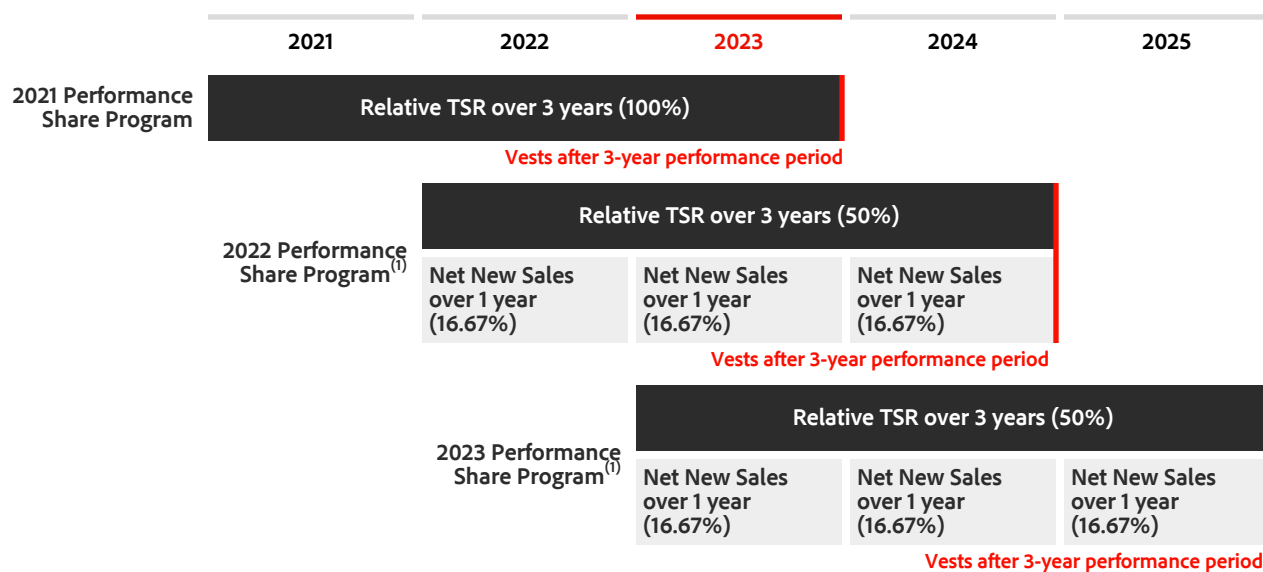 2021 2022 2023 2024 2025
2021 Performance
Share Program
Relative TSR over 3 years (100%)
Vests after 3-year performance period
2022 Performance
Share Program(1)
Relative TSR over 3 years (50%)
Net New Sales
over 1 year
(16.67%)
Net New Sales
over 1 year
(16.67%)
Net New Sales
over 1 year
(16.67%)
Vests after 3-year performance period
2023 Performance
Share Program(1)
Relative TSR over 3 years (50%)
Net New Sales
over 1 year
(16.67%)
Net New Sales
over 1 year
(16.67%)
Net New Sales
over 1 year
(16.67%)
Vests after 3-year performance period